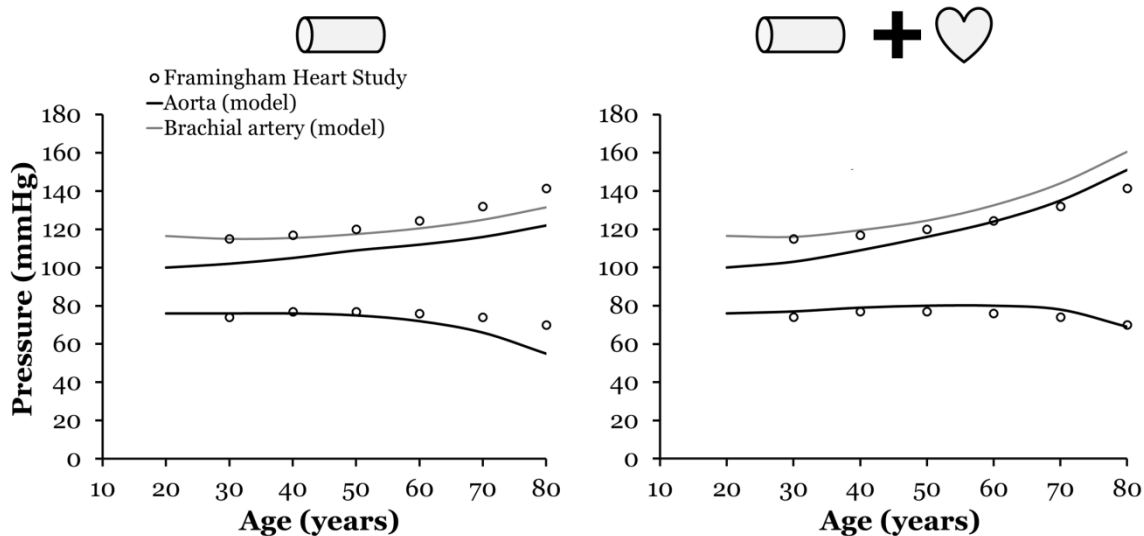 Framingham Heart Study
Aorta (model)
Brachial artery (model)
Pressure (mmHg)
180
160
140
120
100
80
60
40
20
0
10 20 30 40 50 60 70 80
Age (years)
180
160
140
120
100
80
60
40
20
0
10 20 30 40 50 60 70 80
Age (years)